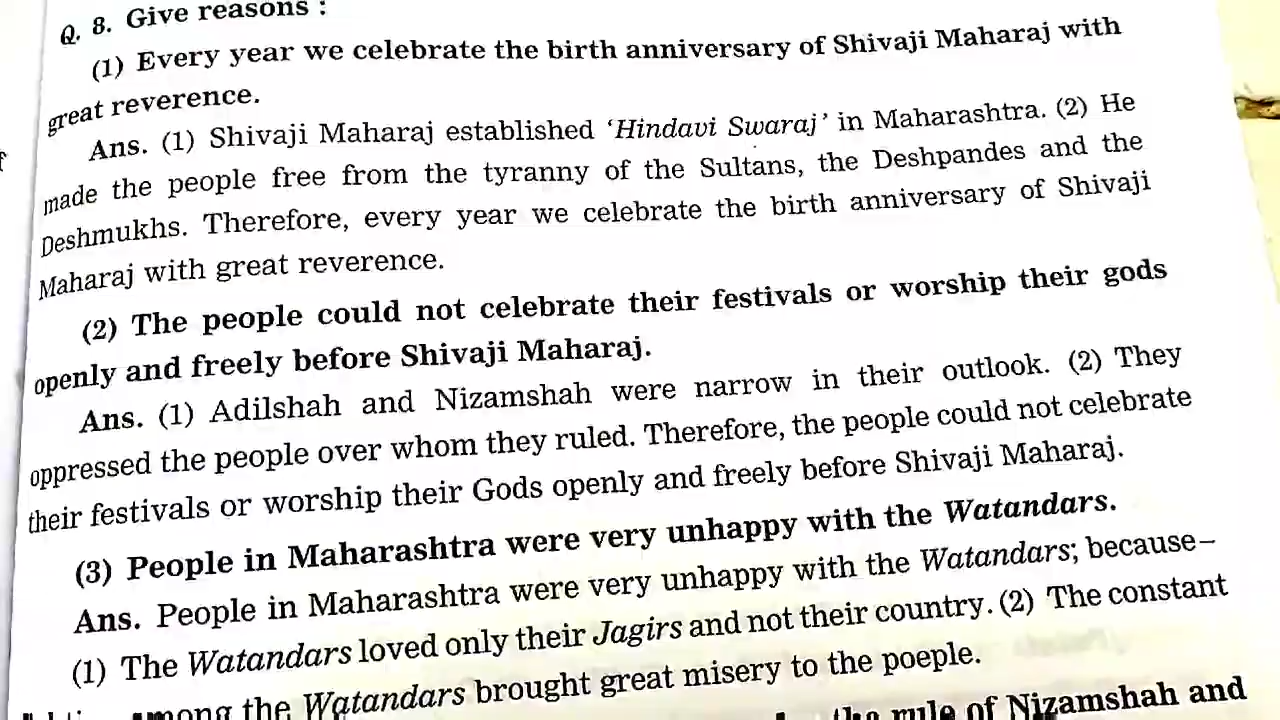 Q. 8. Give reasons :
(1) Every year we celebrate the birth anniversary of Shivaji Maharaj with
great reverence.
Ans. (1) Shivaji Maharaj established ‘Hindavi Swaraj’ in Maharashtra. (2) He
made the people free from the tyranny of the Sultans, the Deshpandes and the
Deshmukhs. Therefore, every year we celebrate the birth anniversary of Shivaji
Maharaj with great reverence.
(2) The people could not celebrate their festivals or worship their gods
openly and freely before Shivaji Maharaj.
Ans. (1) Adilshah and Nizamshah were narrow in their outlook. (2) They
oppressed the people over whom they ruled. Therefore, the people could not celebrate
their festivals or worship their Gods openly and freely before Shivaji Maharaj.
(3) People in Maharashtra were very unhappy with the Watandars.
Ans. People in Maharashtra were very unhappy with the Watandars; because–
(1) The Watandars loved only their Jagirs and not their country. (2) The constant
among the Watandars brought great misery to the poeple.
the rule of Nizamshah and